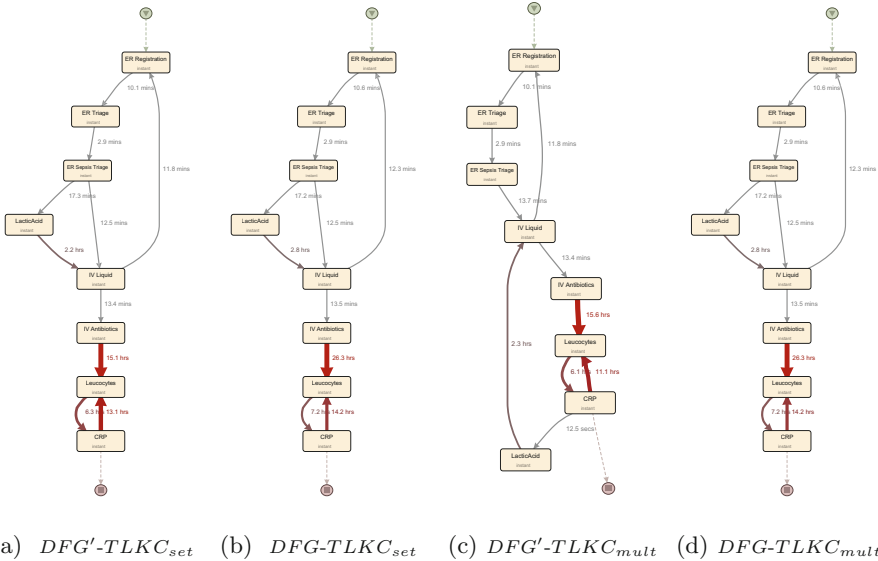 ER Registration
instant
10.1 mins
ER Triage
instant
2.9 mins
ER Sepsis Triage
instant
17.3 mins
11.8 mins
LacticAcid
instant
12.5 mins
2.2 hrs
IV Liquid
instant
13.4 mins
IV Antibiotics
instant
15.1 hrs
Leucocytes
instant
6.3 hrs 13.1 hrs
CRP
instant
a) DFG′-TLKCset
ER Registration
instant
10.6 mins
ER Triage
instant
2.9 mins
ER Sepsis Triage
instant
17.2 mins
12.3 mins
LacticAcid
instant
12.5 mins
2.8 hrs
IV Liquid
instant
13.5 mins
IV Antibiotics
instant
26.3 hrs
Leucocytes
instant
7.2 hrs 14.2 hrs
CRP
instant
(b) DFG-TLKCset
ER Registration
instant
10.1 mins
ER Triage
instant
2.9 mins
11.8 mins
ER Sepsis Triage
instant
13.7 mins
IV Liquid
instant
13.4 mins
IV Antibiotics
instant
15.6 hrs
2.3 hrs
Leucocytes
instant
6.1 hrs 11.1 hrs
CRP
instant
12.5 secs
LacticAcid
instant
(c) DFG′-TLKCmult
ER Registration
instant
10.6 mins
ER Triage
instant
2.9 mins
ER Sepsis Triage
instant
17.2 mins
12.3 mins
LacticAcid
instant
12.5 mins
2.8 hrs
IV Liquid
instant
13.5 mins
IV Antibiotics
instant
26.3 hrs
Leucocytes
instant
7.2 hrs 14.2 hrs
CRP
instant
(d) DFG-TLKCmult